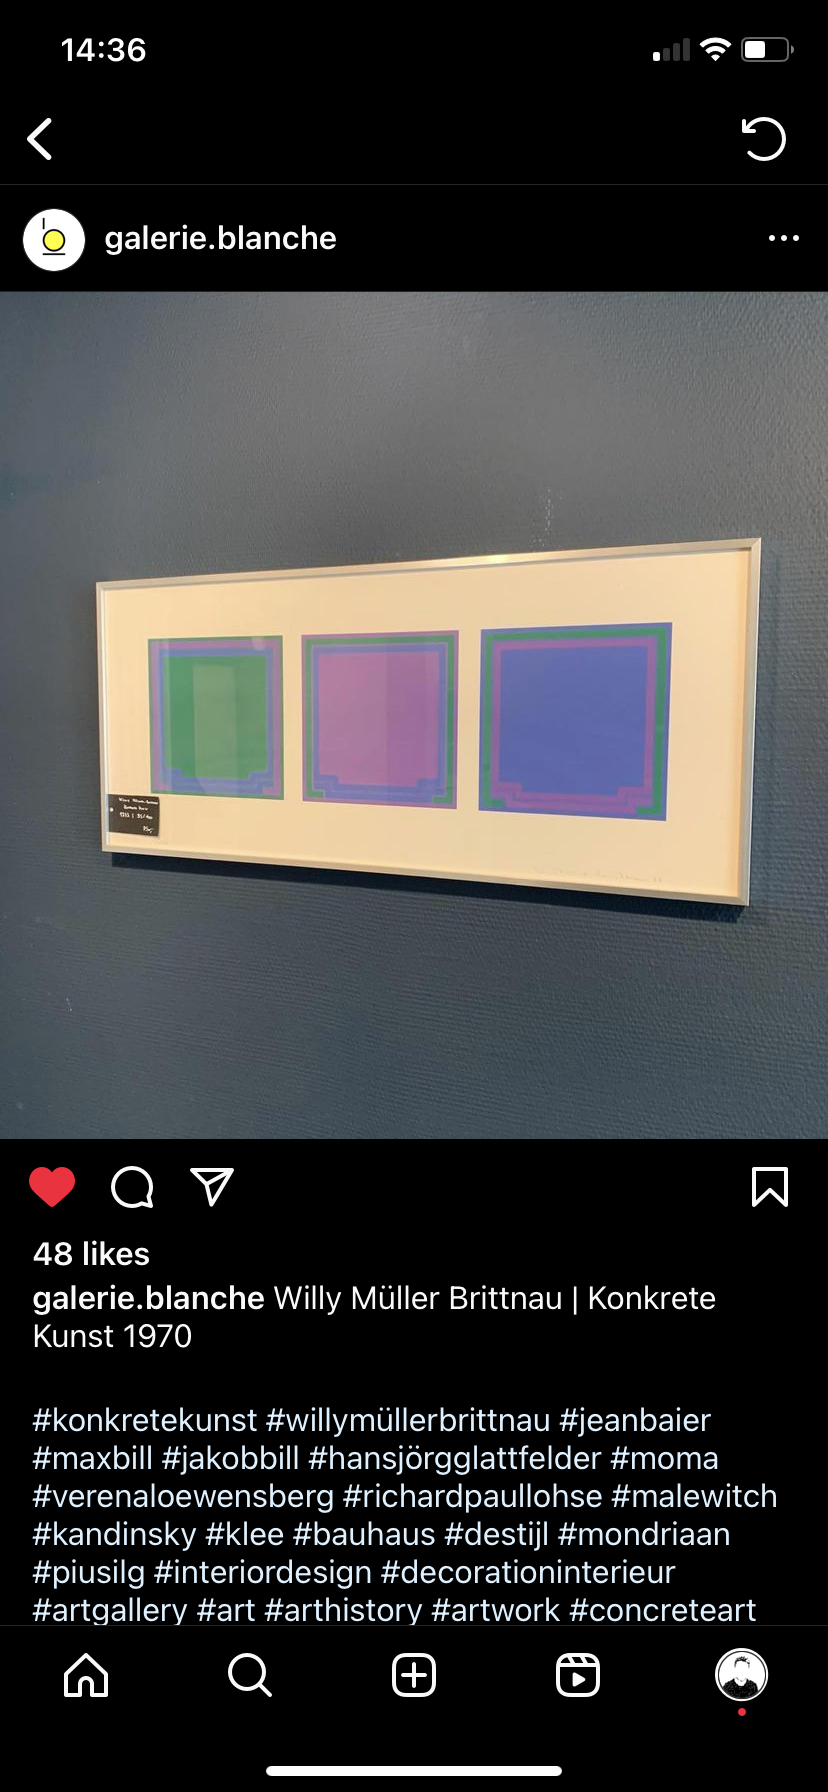 14:36
galerie.blanche
48 likes
galerie.blanche Willy Müller Brittnau | Konkrete
Kunst 1970
#konkretekunst #willymüllerbrittnau #jeanbaier
#maxbill #jakobbill #hansjörgglattfelder #moma
#verenaloewensberg #richardpaullohse #malewitch
#kandinsky #klee #bauhaus #destijl #mondriaan
#piusilg #interiordesign #decorationinterieur
#artgallery #art #arthistory #artwork #concreteart